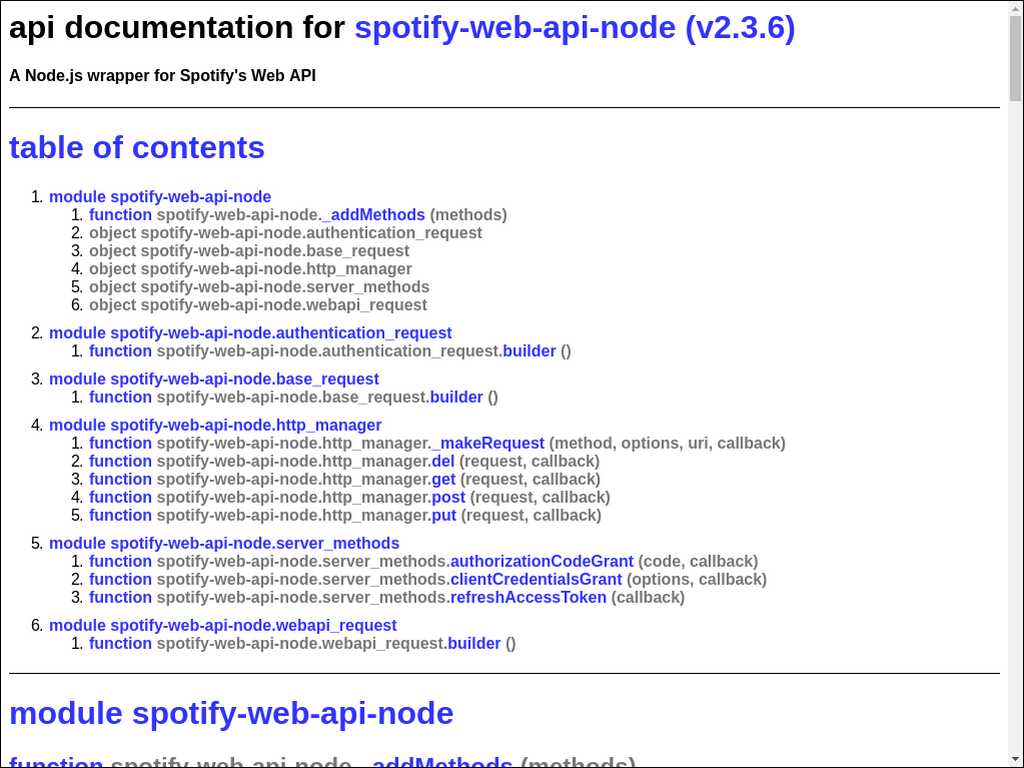 api documentation for spotify-web-api-node (v2.3.6)
A Node.js wrapper for Spotify's Web API
table of contents
1. module spotify-web-api-node
1. function spotify-web-api-node._addMethods (methods)
2. object spotify-web-api-node.authentication_request
3. object spotify-web-api-node.base_request
4. object spotify-web-api-node.http_manager
5. object spotify-web-api-node.server_methods
6. object spotify-web-api-node.webapi_request
2. module spotify-web-api-node.authentication_request
1. function spotify-web-api-node.authentication_request.builder ()
3. module spotify-web-api-node.base_request
1. function spotify-web-api-node.base_request.builder ()
4. module spotify-web-api-node.http_manager
1. function spotify-web-api-node.http_manager._makeRequest (method, options, uri, callback)
2. function spotify-web-api-node.http_manager.del (request, callback)
3. function spotify-web-api-node.http_manager.get (request, callback)
4. function spotify-web-api-node.http_manager.post (request, callback)
5. function spotify-web-api-node.http_manager.put (request, callback)
5. module spotify-web-api-node.server_methods
1. function spotify-web-api-node.server_methods.authorizationCodeGrant (code, callback)
2. function spotify-web-api-node.server_methods.clientCredentialsGrant (options, callback)
3. function spotify-web-api-node.server_methods.refreshAccessToken (callback)
6. module spotify-web-api-node.webapi_request
1. function spotify-web-api-node.webapi_request.builder ()
module spotify-web-api-node
function spotify-web-api-node._addMethods (methods)